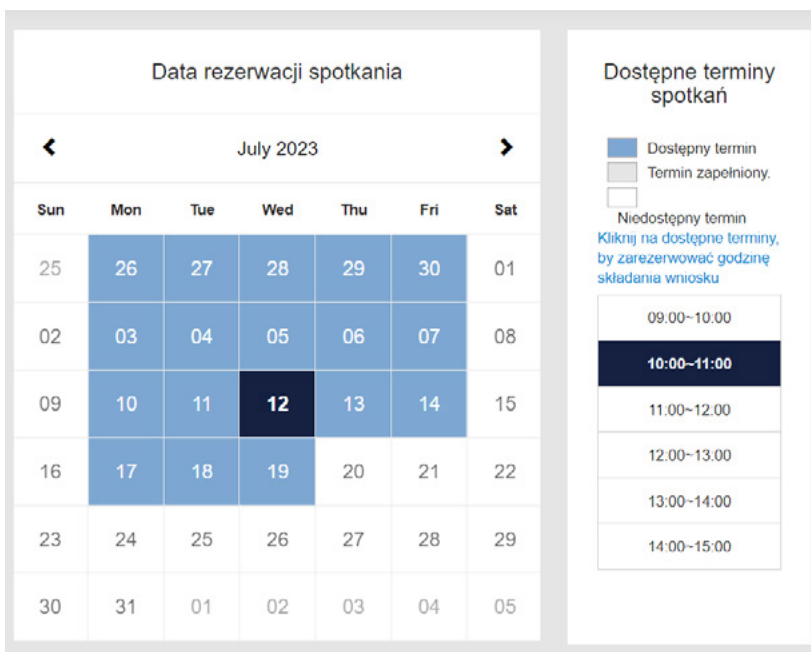 Data rezerwacji spotkania
July 2023
Sun Mon Tue Wed Thu Fri Sat
25 26 27 28 29 30 01
02 03 04 05 06 07 08
09 10 11 12 13 14 15
16 17 18 19 20 21 22
23 24 25 26 27 28 29
30 31 01 02 03 04 05
Dostępne terminy
spotkań
Dostępny termin
Termin zapełniony.
Niedostępny termin
Kliknij na dostępne terminy,
by zarezerwować godzinę
składania wniosku
09:00~10:00
10:00~11:00
11:00~12:00
12:00~13:00
13:00~14:00
14:00~15:00